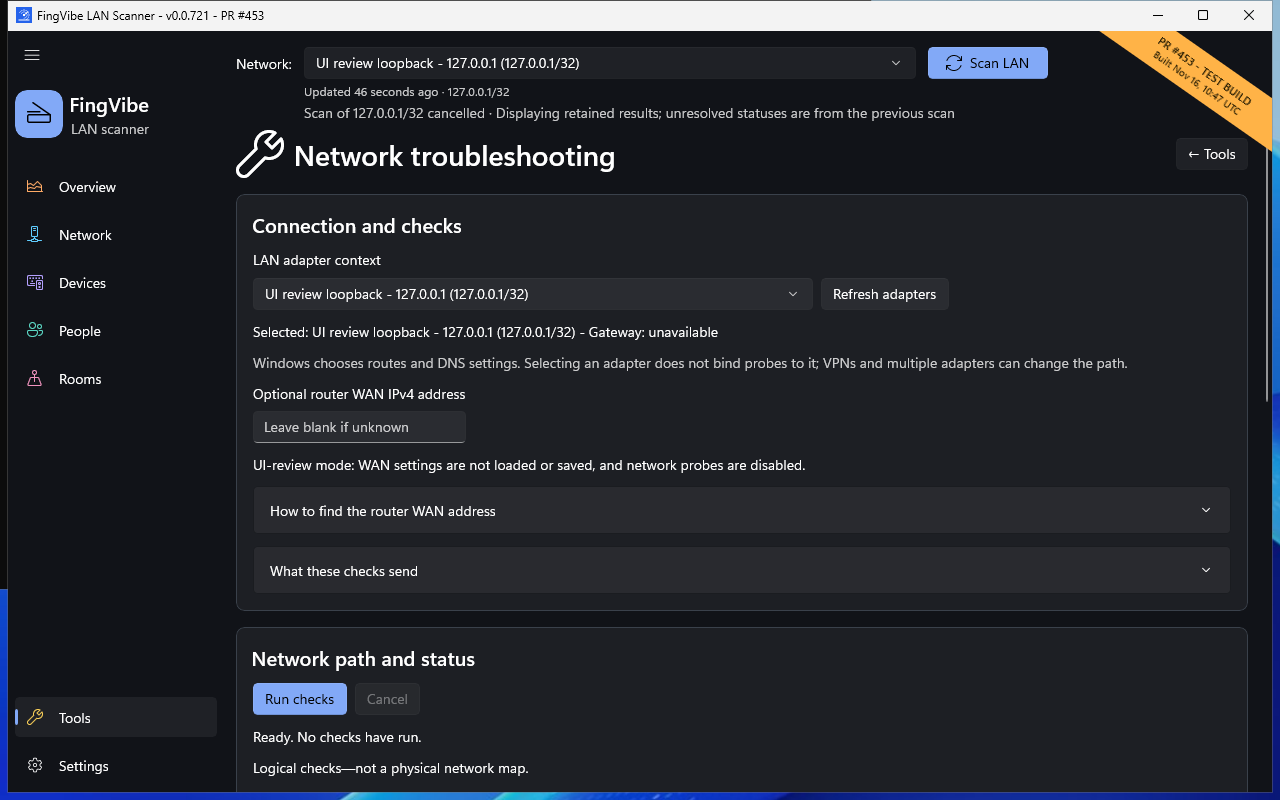 FingVibe LAN Scanner - v0.0.721 - PR #453
Network:
UI review loopback - 127.0.0.1 (127.0.0.1/32)
Scan LAN
PR #453 - TEST BUILD
Built Nov 16, 10:47 UTC
Updated 46 seconds ago · 127.0.0.1/32
Scan of 127.0.0.1/32 cancelled · Displaying retained results; unresolved statuses are from the previous scan
FingVibe
LAN scanner
Overview
Network
Devices
People
Rooms
Tools
Settings
Network troubleshooting
← Tools
Connection and checks
LAN adapter context
UI review loopback - 127.0.0.1 (127.0.0.1/32)
Refresh adapters
Selected: UI review loopback - 127.0.0.1 (127.0.0.1/32) - Gateway: unavailable
Windows chooses routes and DNS settings. Selecting an adapter does not bind probes to it; VPNs and multiple adapters can change the path.
Optional router WAN IPv4 address
Leave blank if unknown
UI-review mode: WAN settings are not loaded or saved, and network probes are disabled.
How to find the router WAN address
What these checks send
Network path and status
Run checks
Cancel
Ready. No checks have run.
Logical checks—not a physical network map.